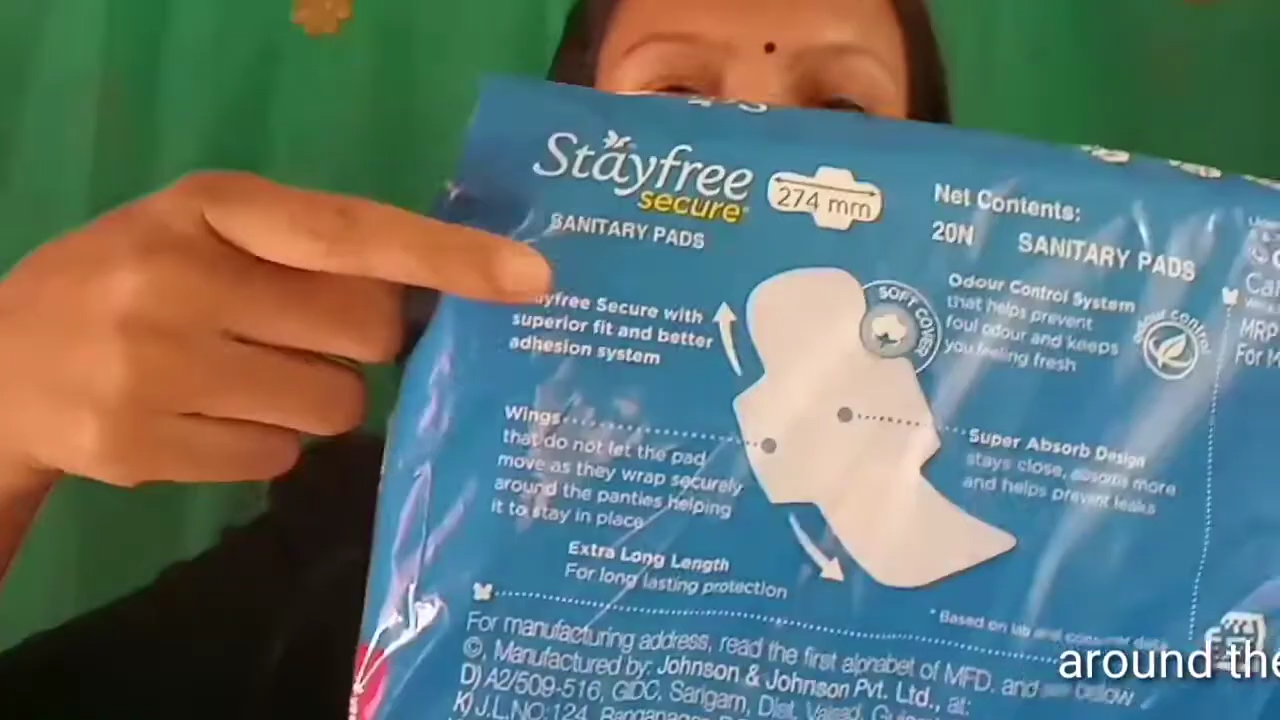 Stayfree
secure
SANITARY PADS
274 mm
Net Contents:
20N SANITARY PADS
yfree Secure with
superior fit and better
adhesion system
SOFT COVER
Odour Control System
that helps prevent
foul odour and keeps
you feeling fresh
odour control
MRP
For M
Wings
that do not let the pad
move as they wrap securely
around the panties helping
it to stay in place
Super Absorb Design
stays close, absorbs more
and helps prevent leaks
Extra Long Length
For long lasting protection
* Based on lab and consumer data
For manufacturing address, read the first alphabet of MFD. and below
©, Manufactured by: Johnson & Johnson Pvt. Ltd., at:
D) A2/509-516, GIDC, Sarigam, Dist. Valsad,
K) J.L.NO:124,
around the